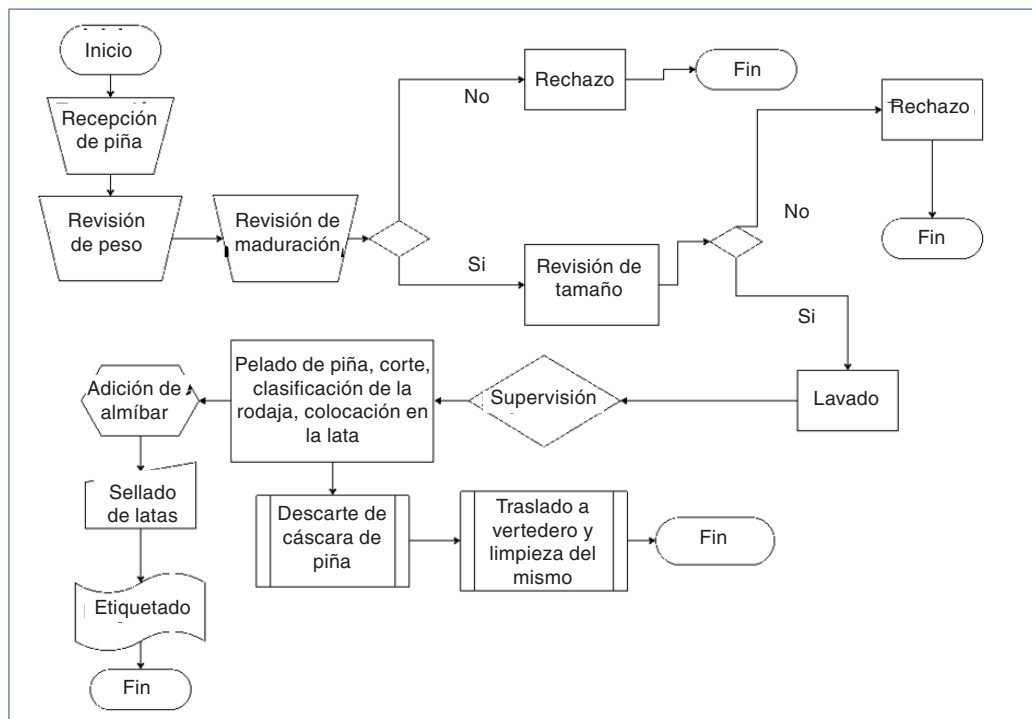 Inicio
Recepción
de piña
Revisión
de peso
Revisión de
maduración
No
Rechazo
Fin
Si
Revisión de
tamaño
No
Rechazo
Fin
Si
Lavado
Supervisión
Pelado de piña, corte,
clasificación de la
rodaja, colocación en
la lata
Adición de
almíbar
Sellado
de latas
Etiquetado
Fin
Descarte de
cáscara de
piña
Traslado a
vertedero y
limpieza del
mismo
Fin